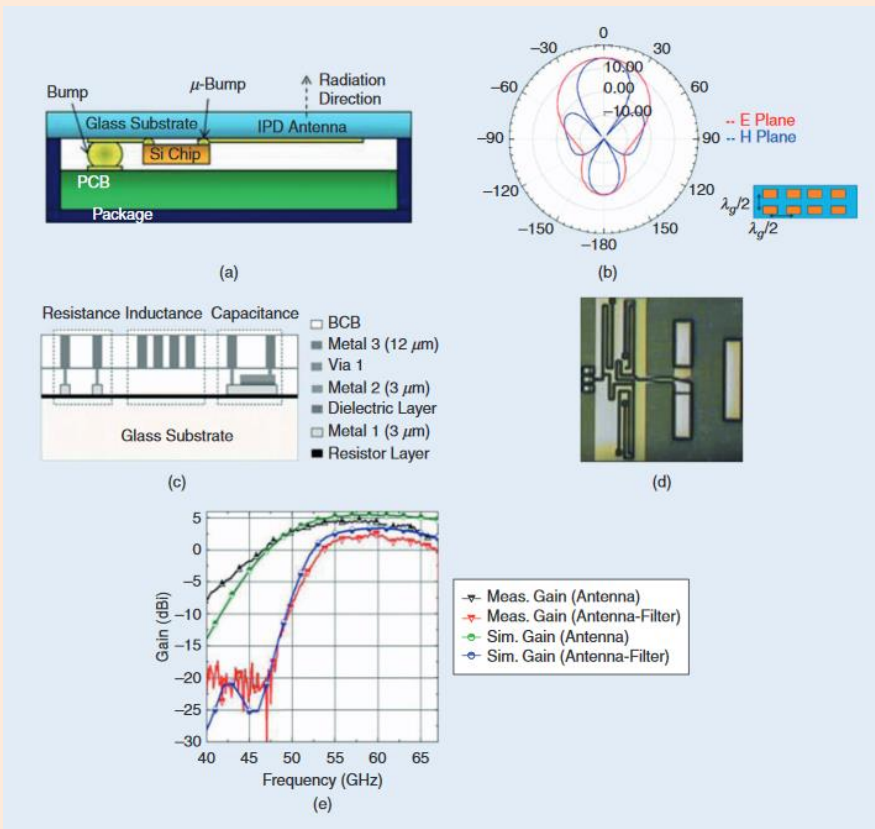 Bump
μ-Bump
Radiation
Direction
Glass Substrate
IPD Antenna
Si Chip
PCB
Package
(a)
0
−30
30
−60
10.00
60
0.00
−10.00
−90
90
-- E Plane
-- H Plane
−120
120
−150
150
−180
λg/2
λg/2
(b)
Resistance Inductance Capacitance
BCB
Metal 3 (12 μm)
Via 1
Metal 2 (3 μm)
Dielectric Layer
Metal 1 (3 μm)
Resistor Layer
Glass Substrate
(c)
(d)
5
0
−5
−10
−15
−20
−25
−30
Gain (dBi)
40 45 50 55 60 65
Frequency (GHz)
Meas. Gain (Antenna)
Meas. Gain (Antenna-Filter)
Sim. Gain (Antenna)
Sim. Gain (Antenna-Filter)
(e)